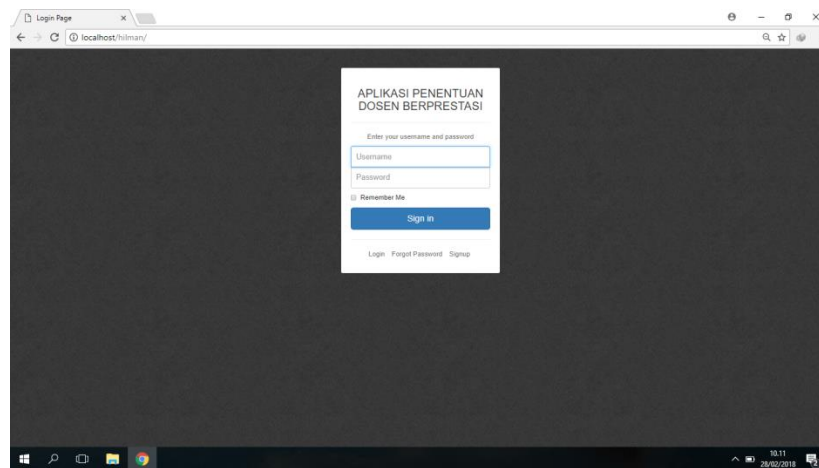 Login Page
localhost/hilman/
APLIKASI PENENTUAN
DOSEN BERPRESTASI
Enter your username and password
Username
Password
Remember Me
Sign in
Login Forgot Password Signup
10.11
28/02/2018
2